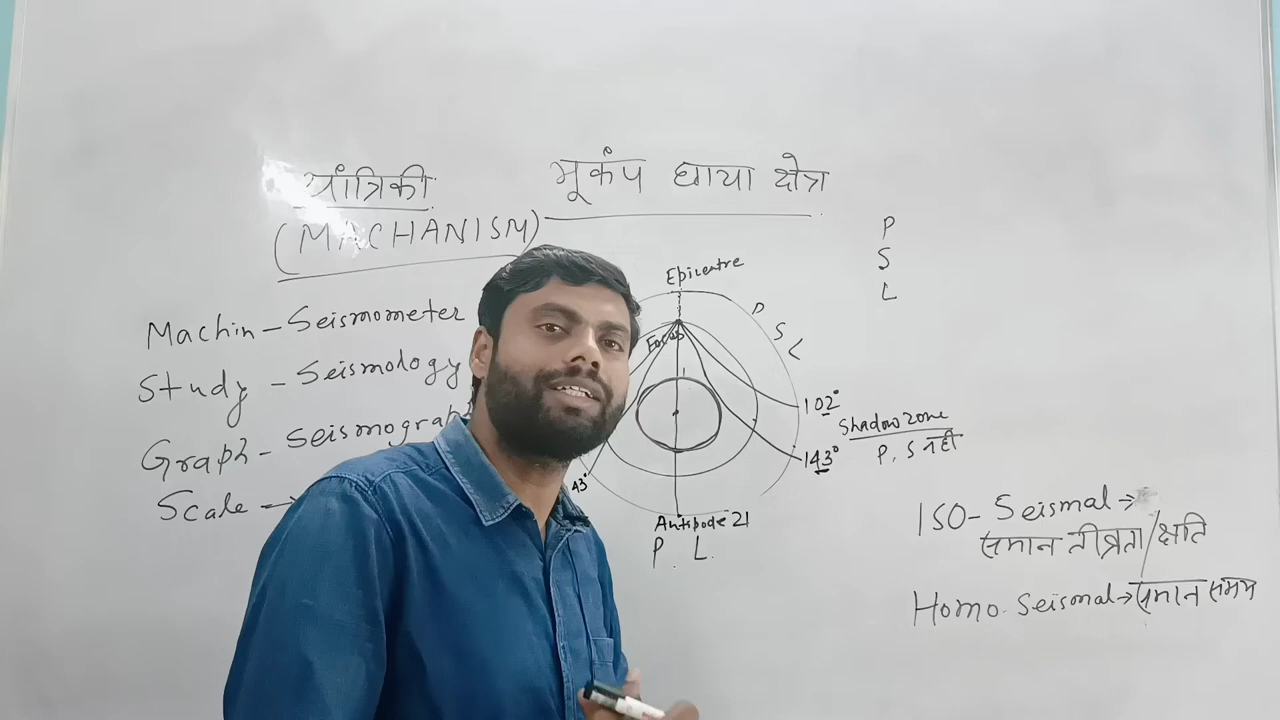 यांत्रिकी
(MACHANISM)
भूकंप छाया क्षेत्र
P
S
L
Machin - Seismometer
Study - Seismology
Graph - Seismograph
Scale →
Epicentre
Focus
P
S
L
102°
143°
Shadow zone
P, S नही
43°
Antipode 21
P. L.
ISO - Seismal →
समान तीव्रता/क्षति
Homo. Seismal → समान समय